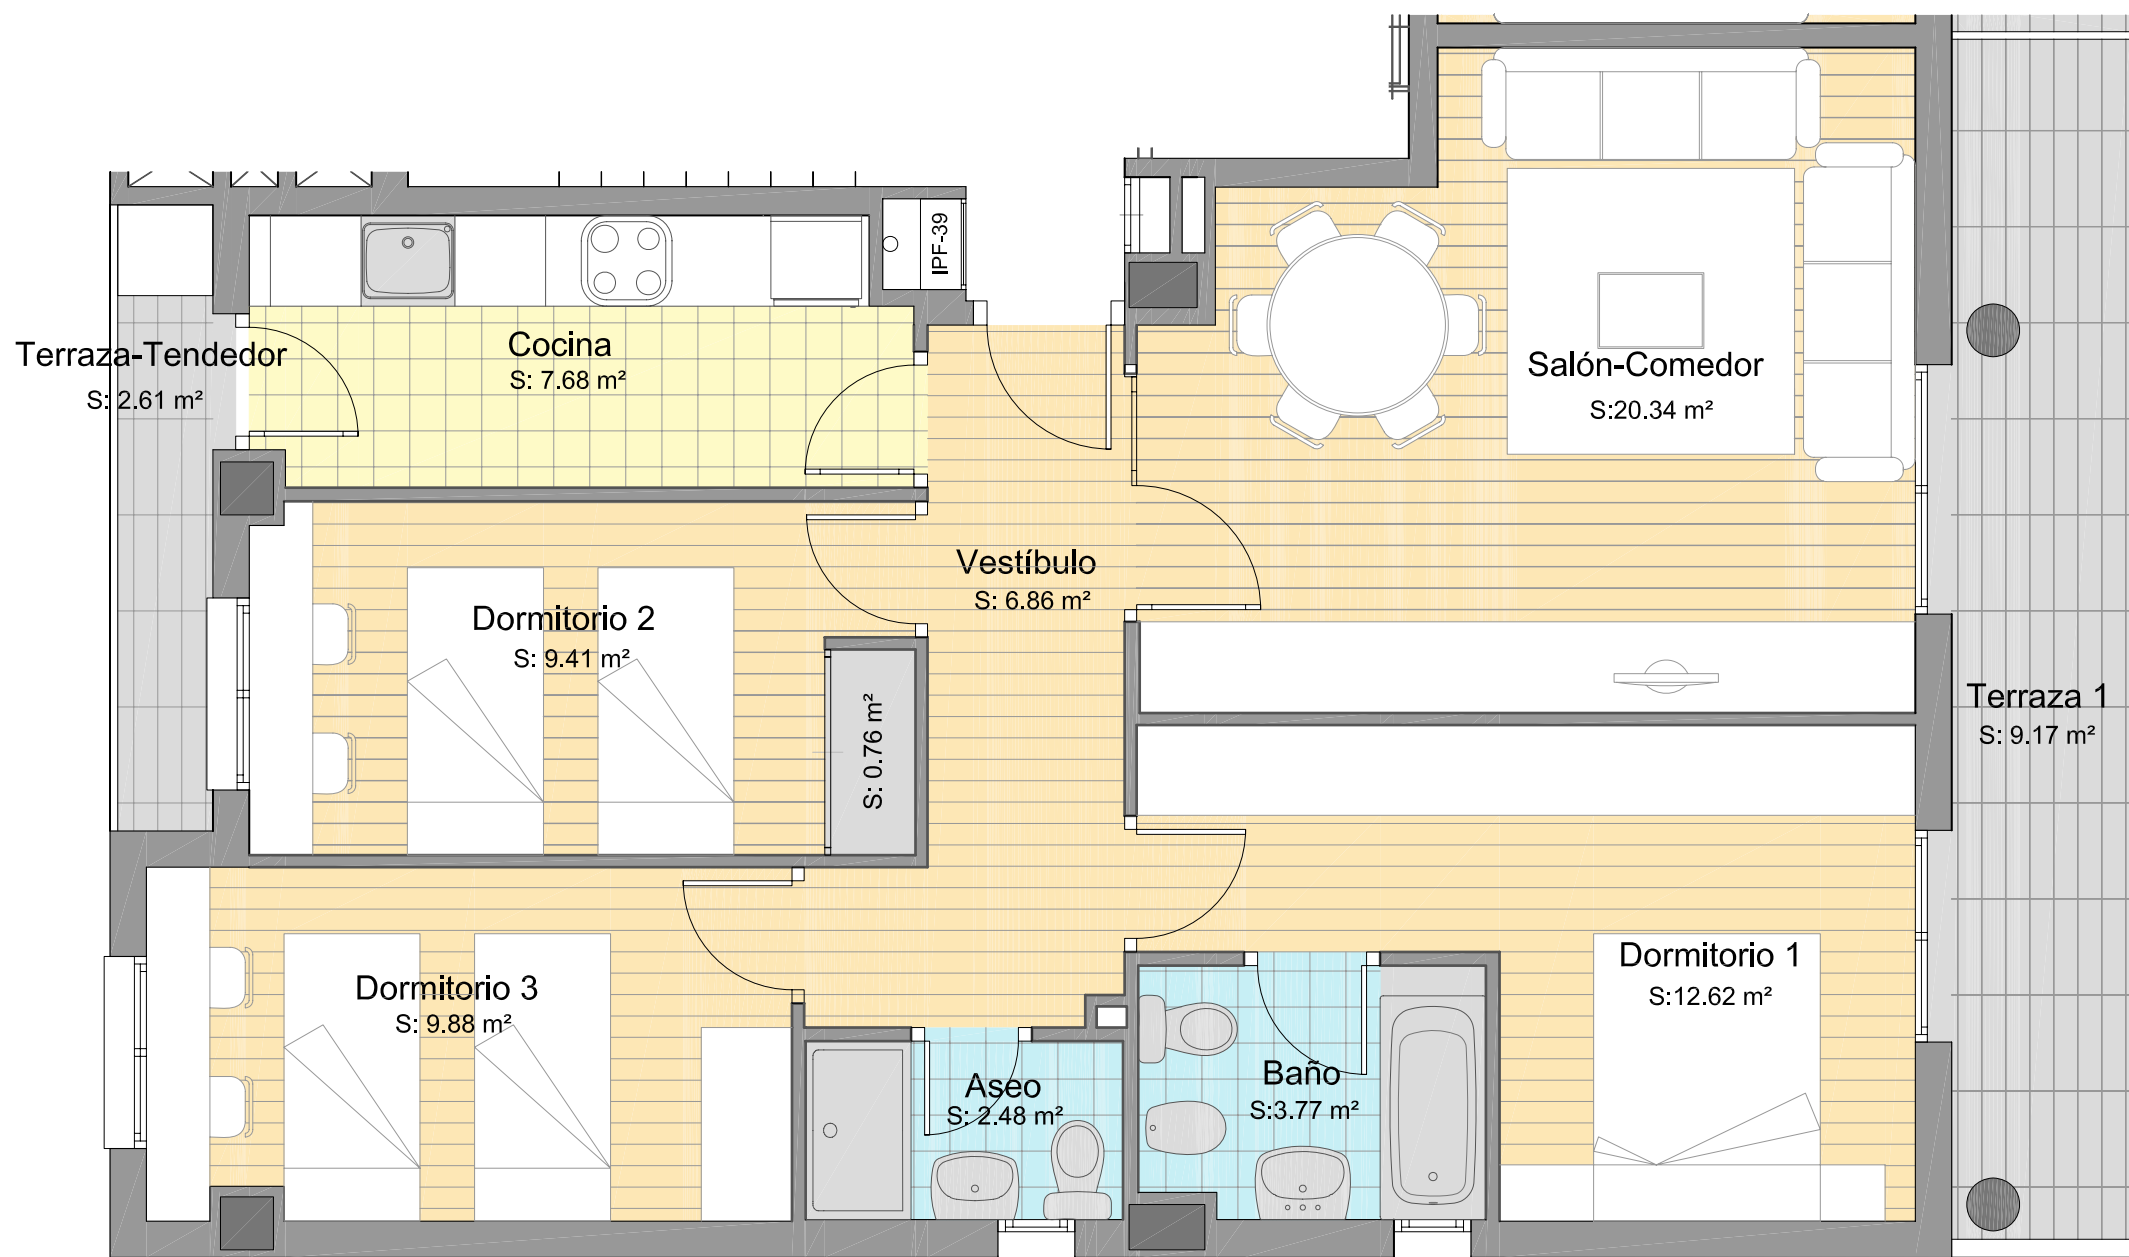 IPF-39
Terraza-Tendedor
S: 2.61 m²
Cocina
S: 7.68 m²
Salón-Comedor
S:20.34 m²
Vestíbulo
S: 6.86 m²
Dormitorio 2
S: 9.41 m²
S: 0.76 m²
Terraza 1
S: 9.17 m²
Dormitorio 3
S: 9.88 m²
Dormitorio 1
S:12.62 m²
Aseo
S: 2.48 m²
Baño
S:3.77 m²